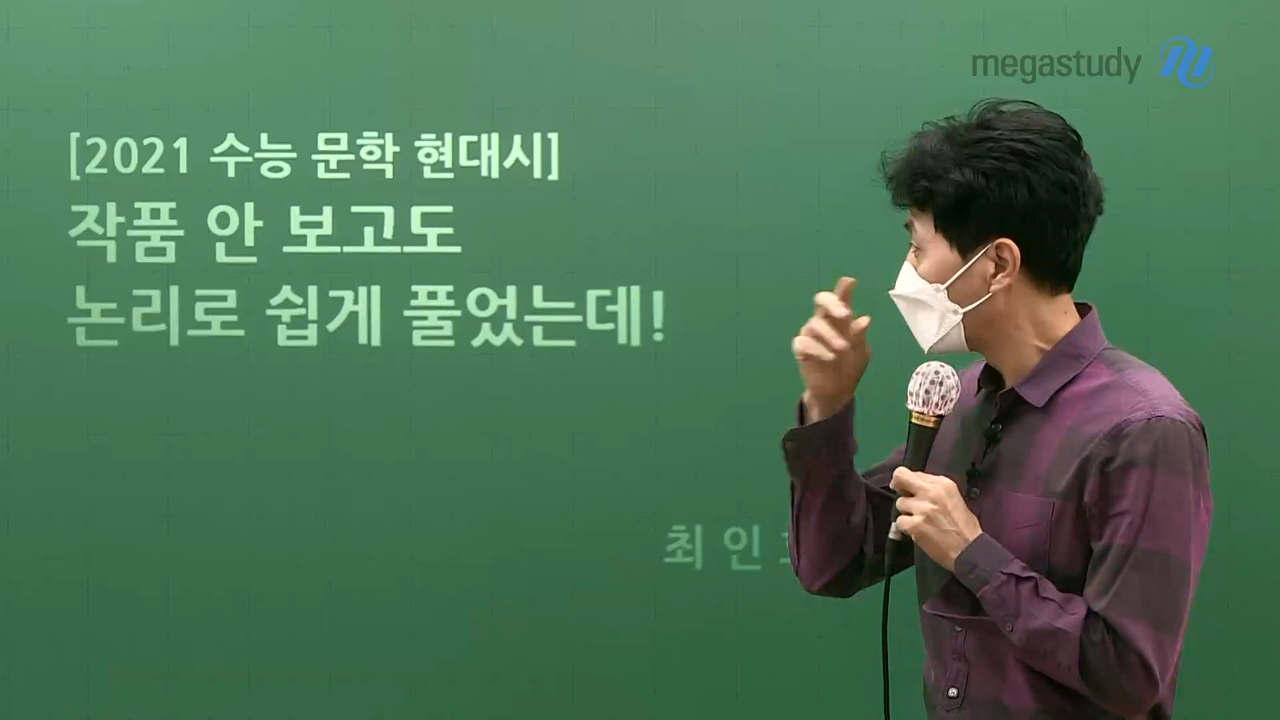 megastudy
[2021 수능 문학 현대시]
작품 안 보고도
논리로 쉽게 풀었는데!
최 인